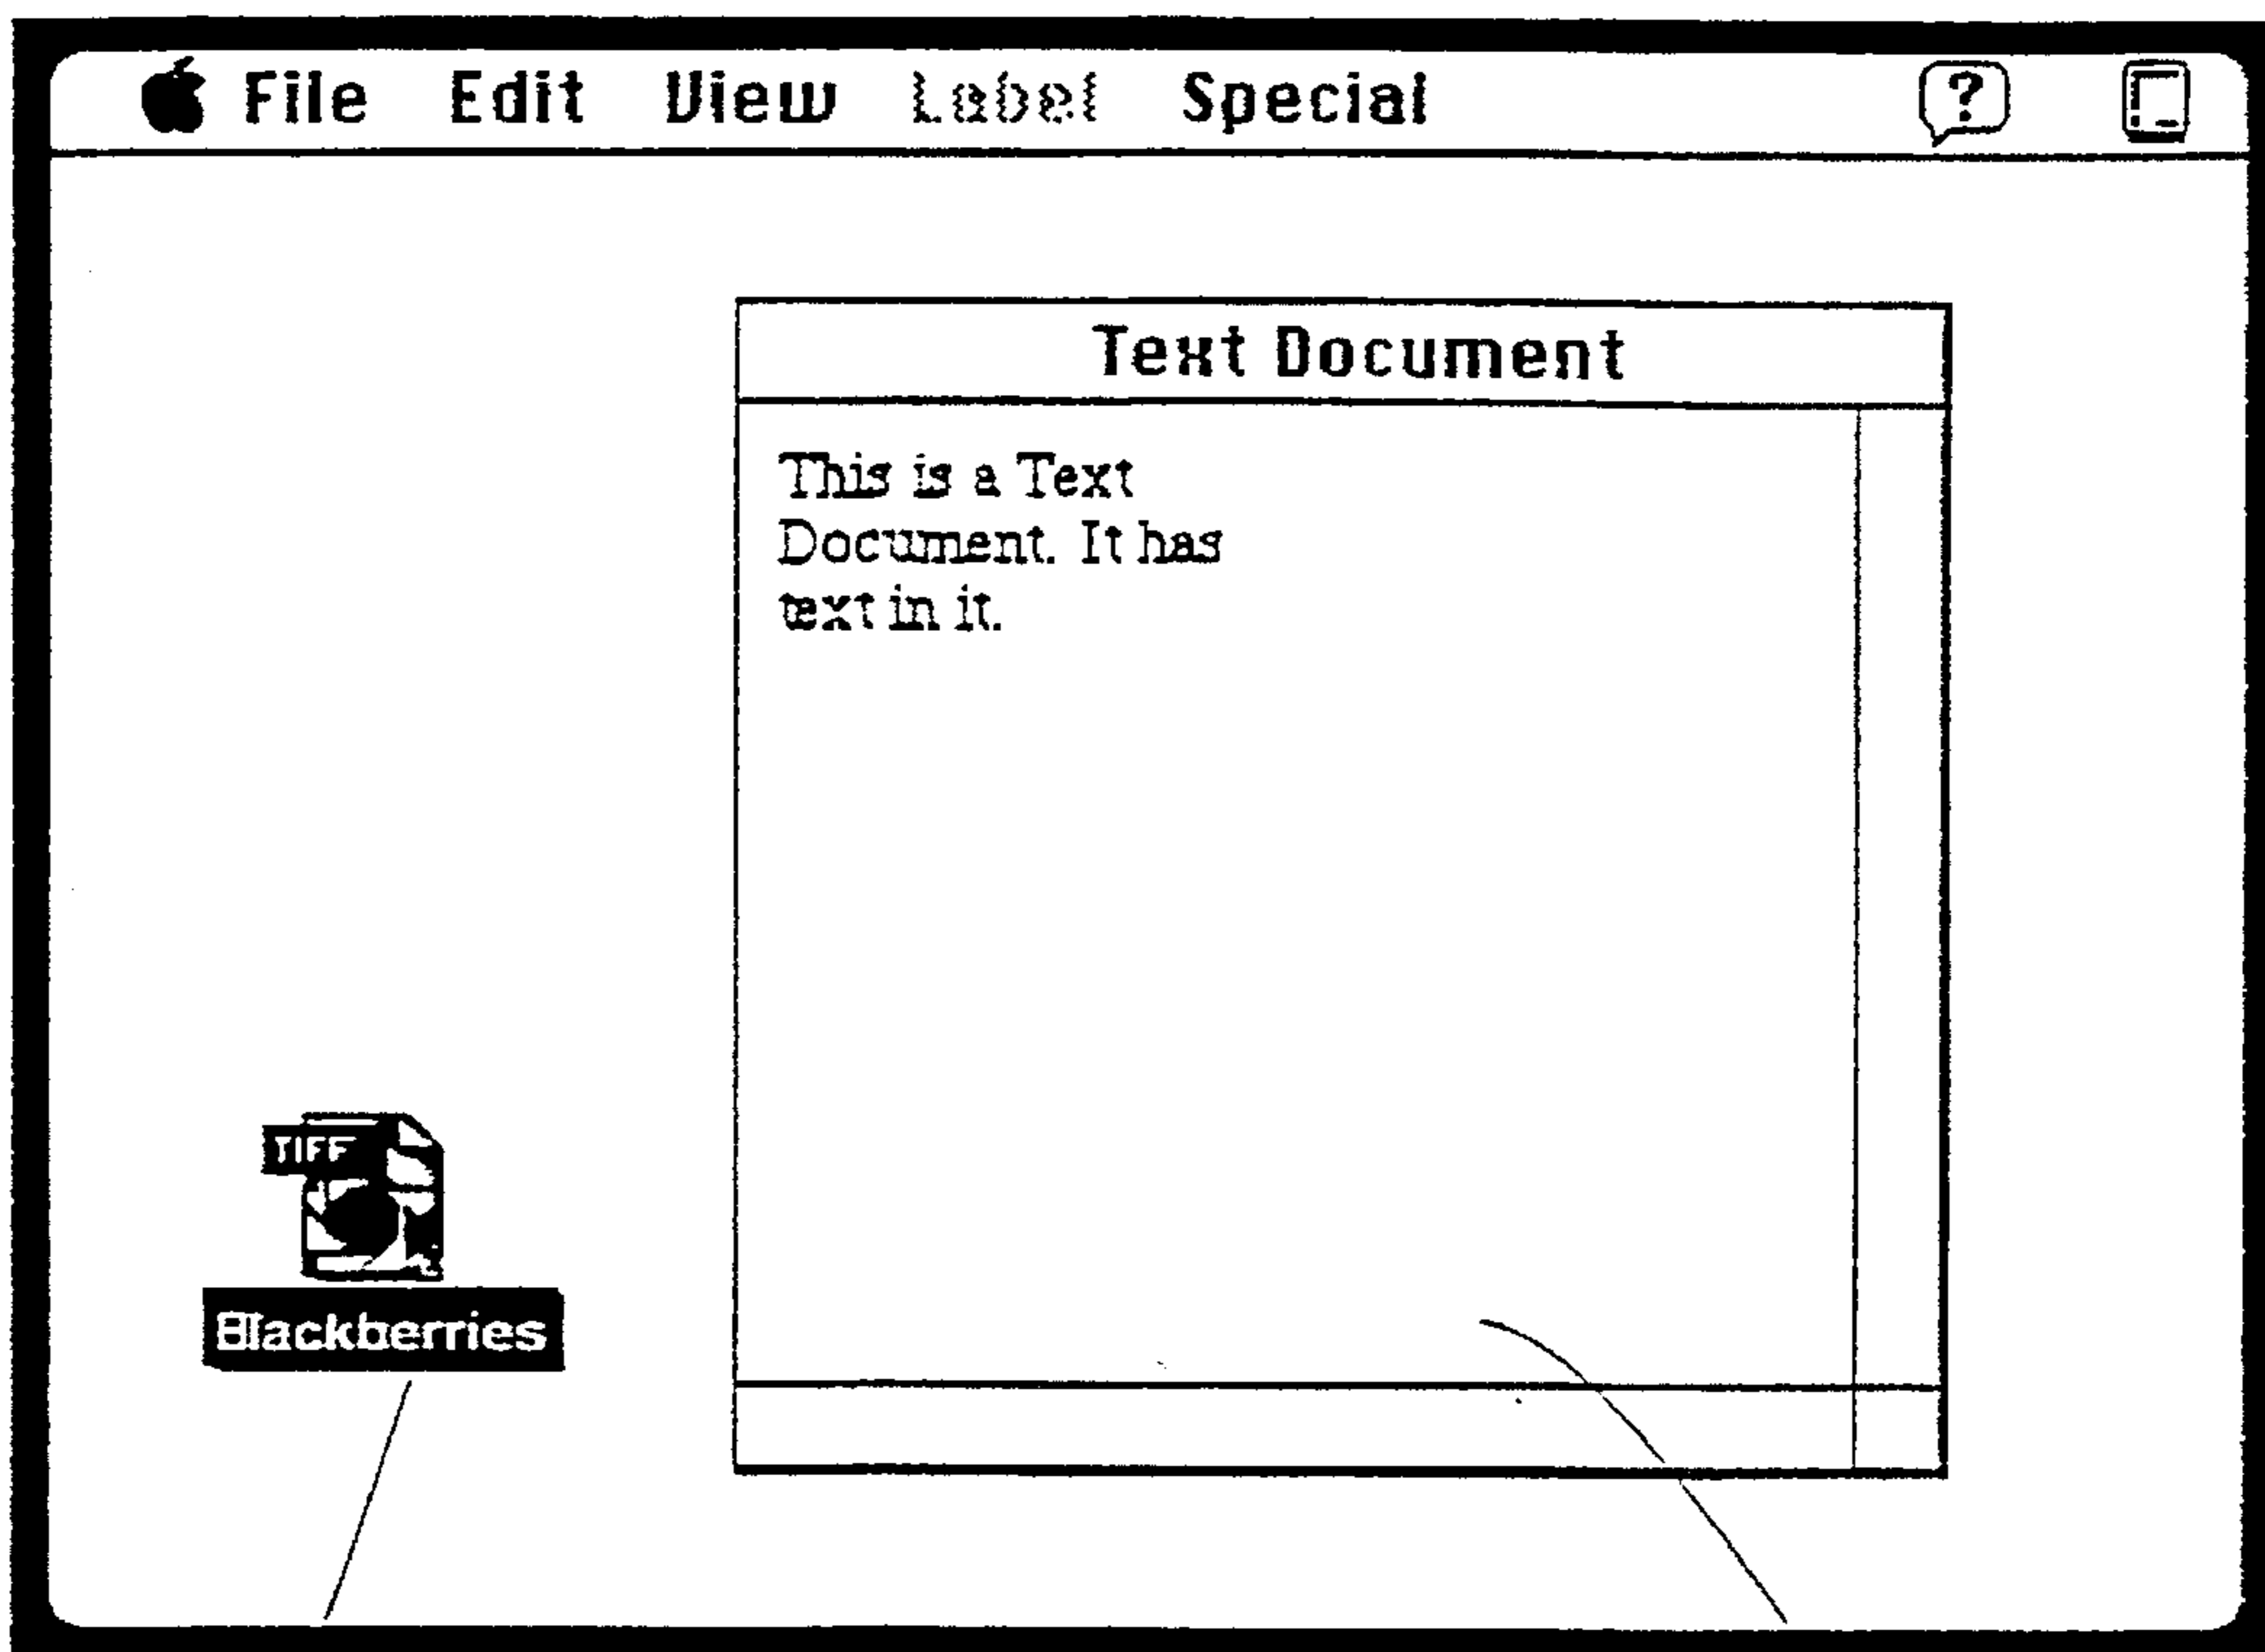 File Edit View Label Special ?
Text Document
This is a Text
Document. It has
text in it.
TIFF
Blackberries